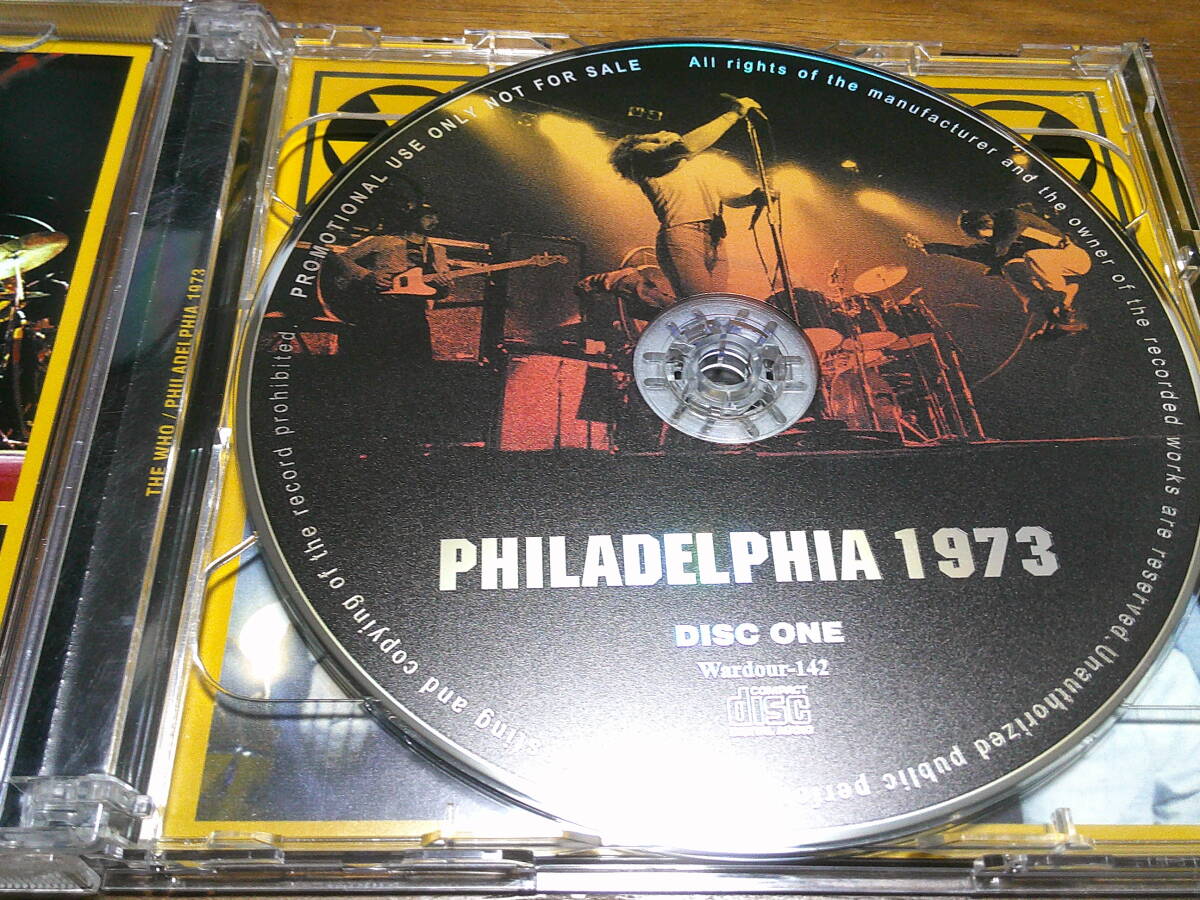 THE WHO / PHILADELPHIA 1973
PROMOTIONAL USE ONLY NOT FOR SALE
All rights of the manufacturer and the owner of the recorded works are reserved. Unauthorized public
and copying of the record prohibited.
PHILADELPHIA 1973
DISC ONE
Wardour-142
COMPACT
disc
DIGITAL AUDIO